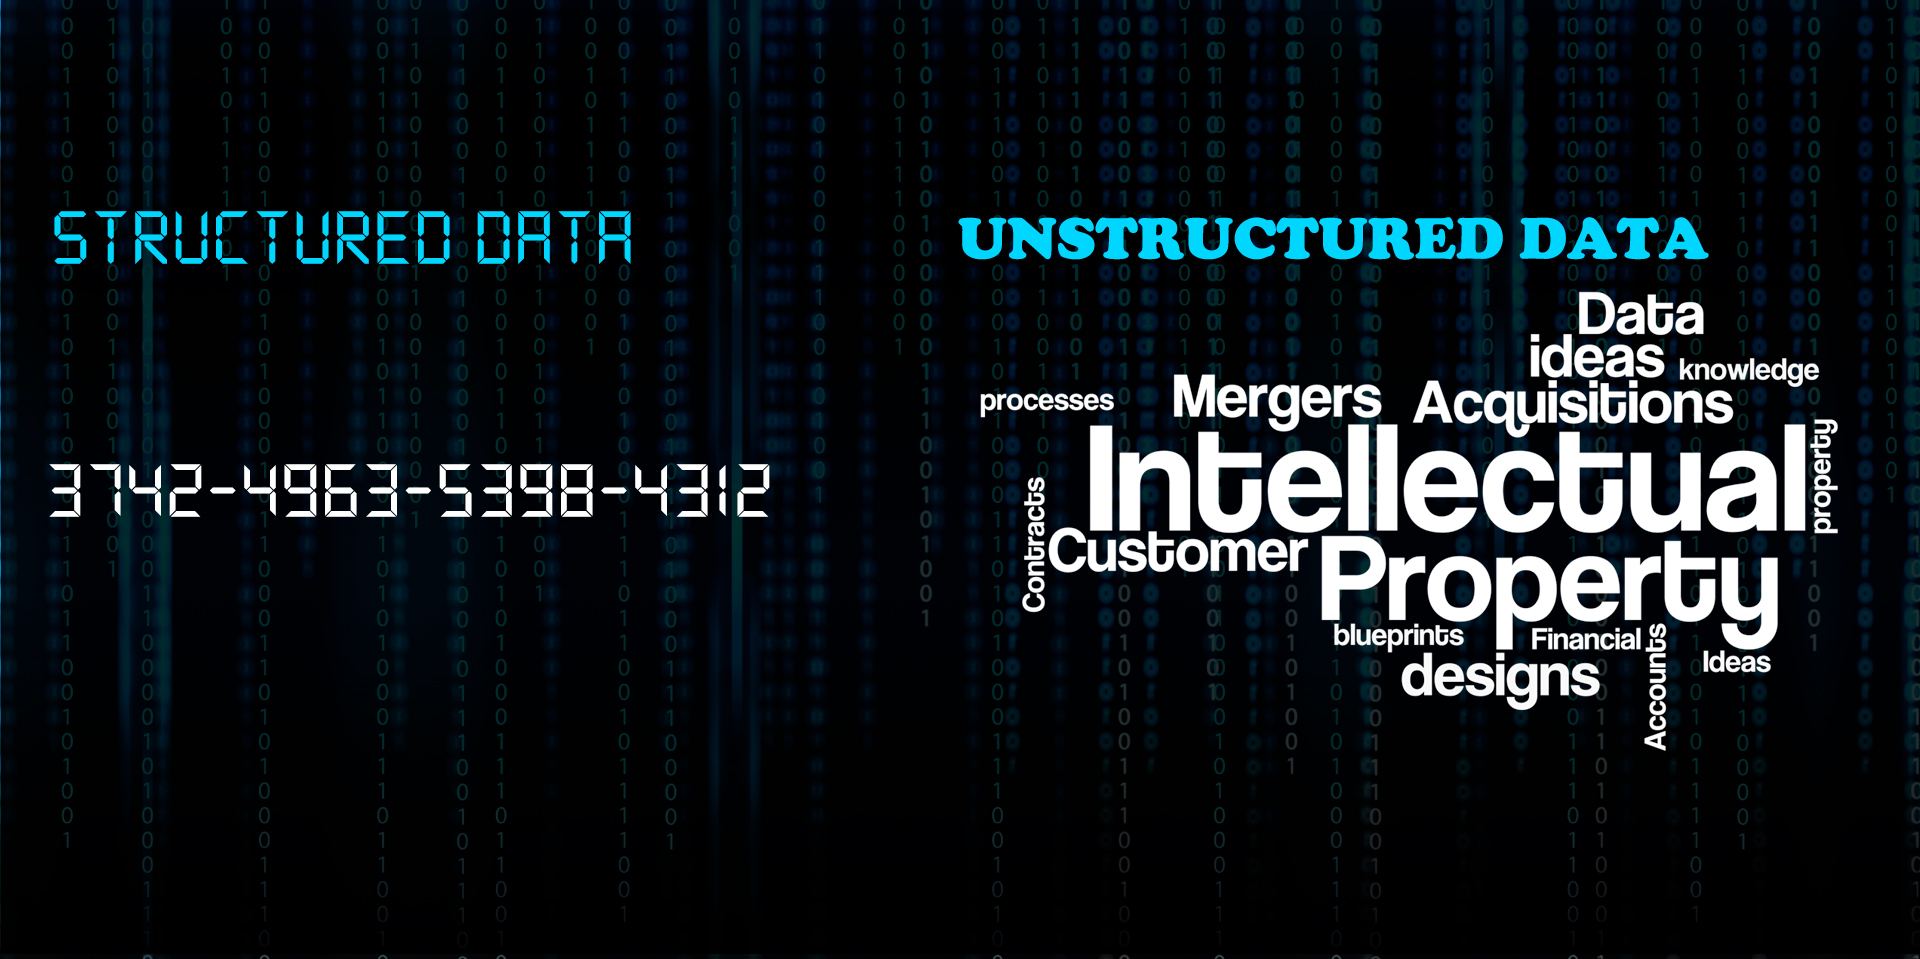 STRUCTURED DATA
3742-4963-5398-4312
UNSTRUCTURED DATA
Data
ideas
knowledge
processes
Mergers
Acquisitions
Intellectual
property
Contracts
Customer
Property
blueprints
Financial
designs
Accounts
Ideas